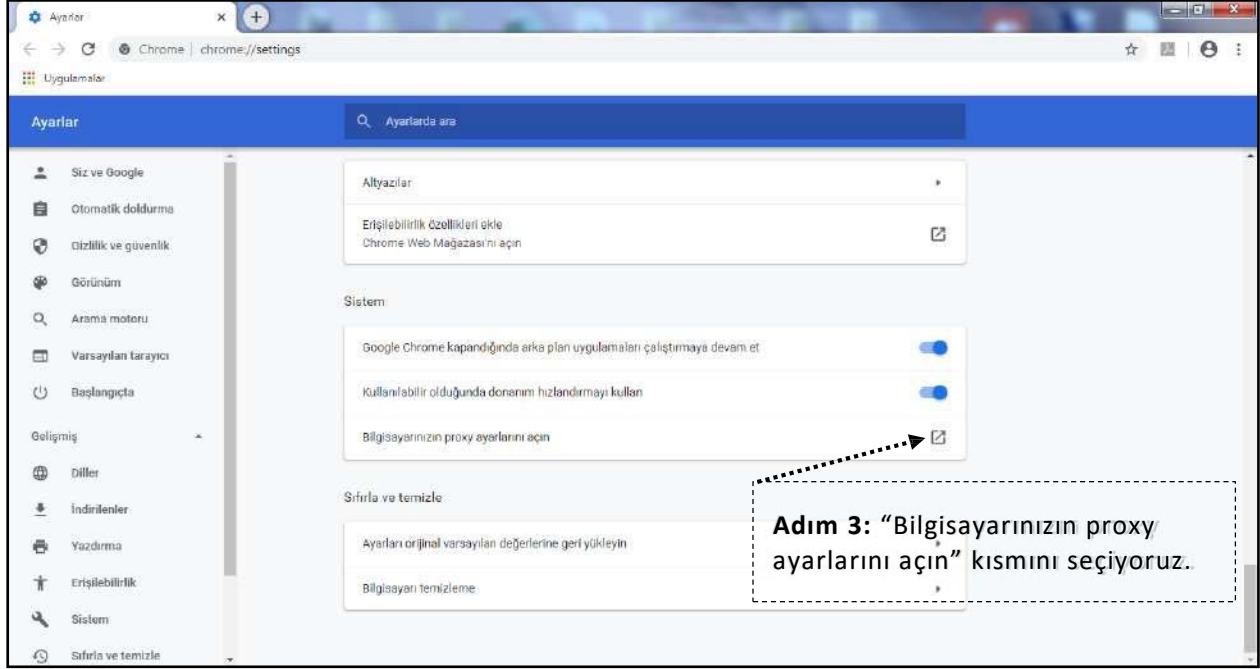 Ayarlar
Chrome | chrome://settings
Uygulamalar
Ayarlar
Ayarlarda ara
Siz ve Google
Otomatik doldurma
Gizlilik ve güvenlik
Görünüm
Arama motoru
Varsayılan tarayıcı
Başlangıçta
Gelişmiş
Diller
İndirilenler
Yazdırma
Erişilebilirlik
Sistem
Sıfırla ve temizle
Altyazılar
Erişilebilirlik özellikleri ekle
Chrome Web Mağazası'nı açın
Sistem
Google Chrome kapandığında arka plan uygulamaları çalıştırmaya devam et
Kullanılabilir olduğunda donanım hızlandırmayı kullan
Bilgisayarınızın proxy ayarlarını açın
Sıfırla ve temizle
Ayarları orijinal varsayılan değerlerine geri yükleyin
Bilgisayarı temizleme
Adım 3: “Bilgisayarınızın proxy
ayarlarını açın” kısmını seçiyoruz.